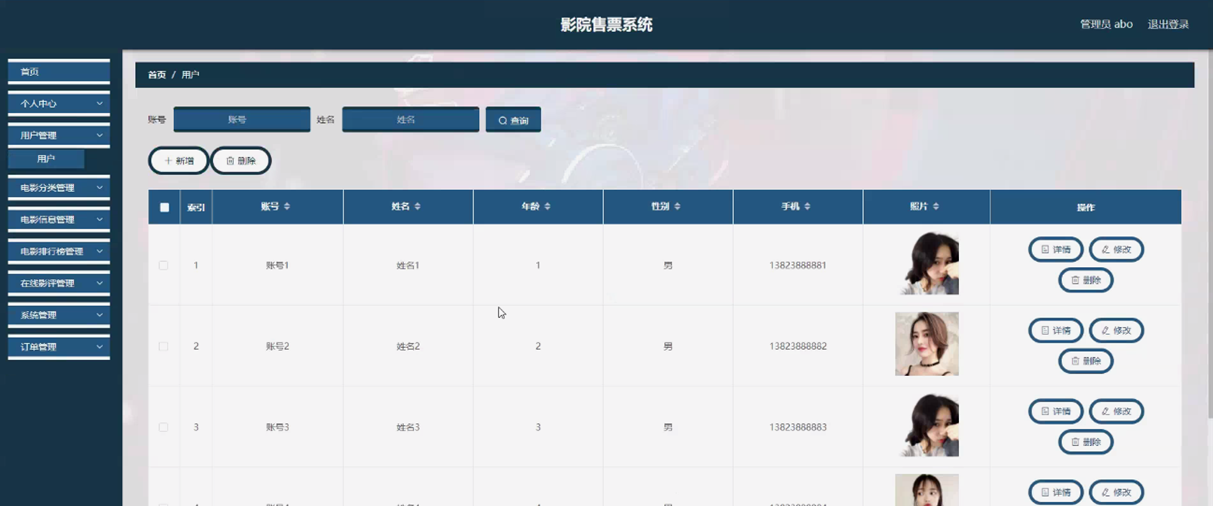 影院售票系统
管理员 abo 退出登录
首页
个人中心
用户管理
用户
电影分类管理
电影信息管理
电影排行榜管理
在线影评管理
系统管理
订单管理
首页 / 用户
账号 账号 姓名 姓名 查询
新增 删除
索引 账号 姓名 年龄 性别 手机 照片 操作
1 账号1 姓名1 1 男 13823888881 详情 修改
删除
2 账号2 姓名2 2 男 13823888882 详情 修改
删除
3 账号3 姓名3 3 男 13823888883 详情 修改
删除
详情 修改